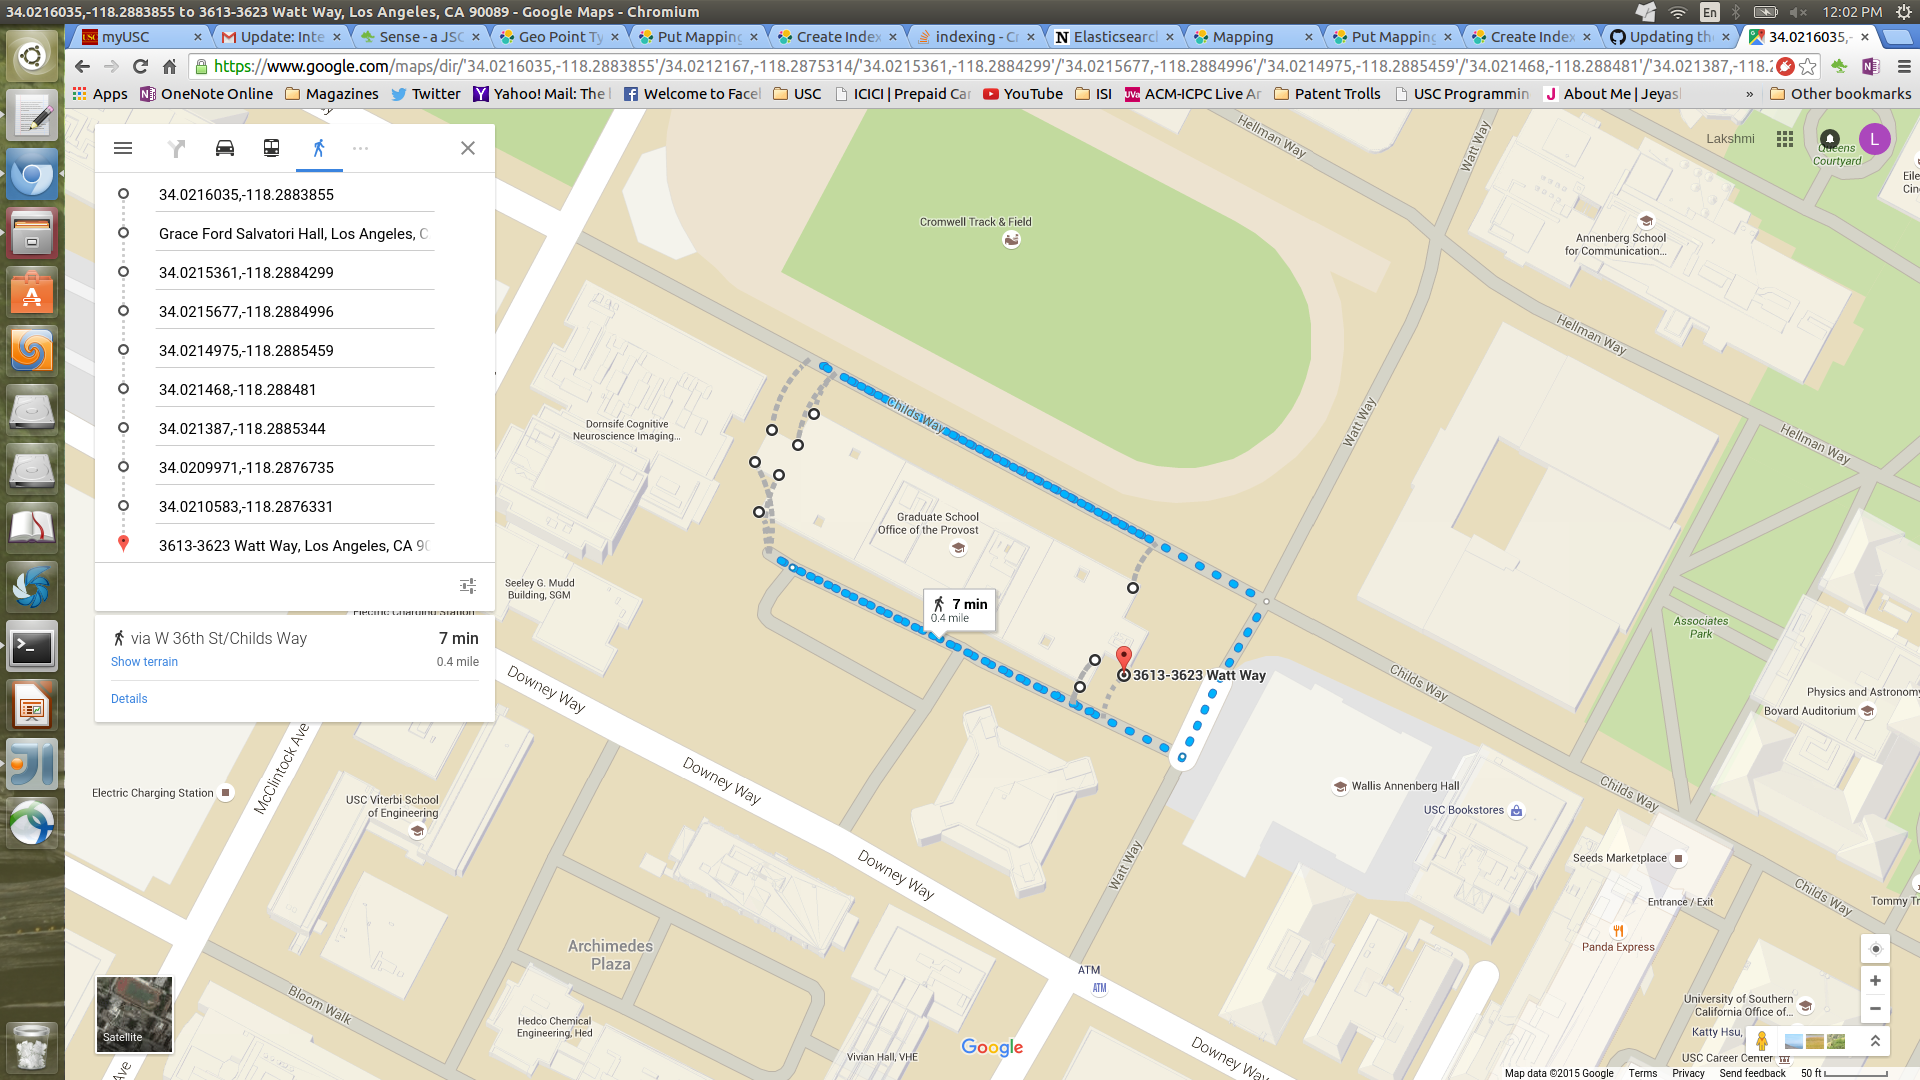 34.0216035,-118.2883855 to 3613-3623 Watt Way, Los Angeles, CA 90089 - Google Maps - Chromium
En
12:02 PM
myUSC
Update: Inte
Sense - a JSC
Geo Point Ty
Put Mapping
Create Index
indexing - Cr
Elasticsearch
Mapping
Put Mapping
Create Index
Updating the
34.0216035,-
https://www.google.com/maps/dir/'34.0216035,-118.2883855'/34.0212167,-118.2875314/'34.0215361,-118.2884299'/'34.0215677,-118.2884996'/'34.0214975,-118.2885459'/'34.021468,-118.288481'/'34.021387,-118.2
Apps
OneNote Online
Magazines
Twitter
Yahoo! Mail: The
Welcome to Face
USC
ICICI | Prepaid Car
YouTube
ISI
ACM-ICPC Live Ar
Patent Trolls
USC Programmin
About Me | Jeyas
»
Other bookmarks
Lakshmi
L
34.0216035,-118.2883855
Grace Ford Salvatori Hall, Los Angeles, C
34.0215361,-118.2884299
34.0215677,-118.2884996
34.0214975,-118.2885459
34.021468,-118.288481
34.021387,-118.2885344
34.0209971,-118.2876735
34.0210583,-118.2876331
3613-3623 Watt Way, Los Angeles, CA 90
via W 36th St/Childs Way
7 min
Show terrain
0.4 mile
Details
Hellman Way
Watt Way
Queens
Courtyard
Cromwell Track & Field
Annenberg School
for Communication...
Hellman Way
Hellman Way
Childs Way
Watt Way
Dornsife Cognitive
Neuroscience Imaging...
Graduate School
Office of the Provost
Seeley G. Mudd
Building, SGM
Electric Charging Station
7 min
0.4 mile
3613-3623 Watt Way
Associates
Park
Childs Way
Physics and Astronomy
Bovard Auditorium
Downey Way
McClintock Ave
Downey Way
Electric Charging Station
USC Viterbi School
of Engineering
Wallis Annenberg Hall
USC Bookstores
Childs Way
Watt Way
Downey Way
Seeds Marketplace
Childs Way
Entrance / Exit
Tommy Tr
Panda Express
Archimedes
Plaza
ATM
ATM
Bloom Walk
Hedco Chemical
Engineering, Hed
Vivian Hall, VHE
Downey Way
University of Southern
California Office of...
Katty Hsu,
USC Career Center
Satellite
Ave
Google
Map data ©2015 Google
Terms
Privacy
Send feedback
50 ft